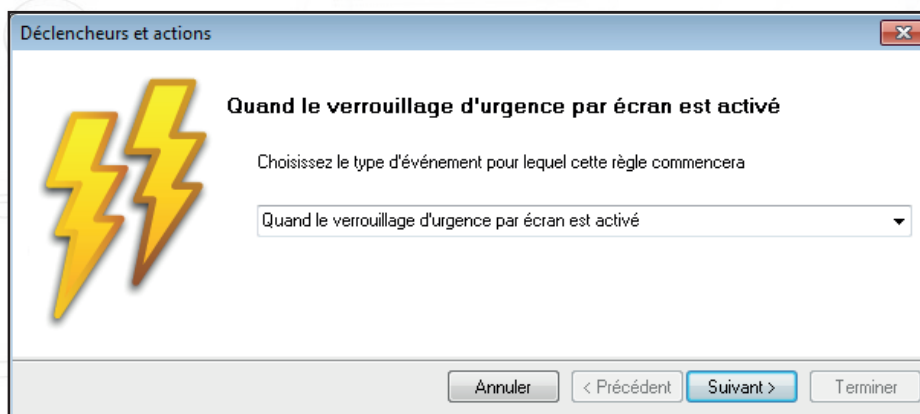 Déclencheurs et actions
Quand le verrouillage d'urgence par écran est activé
Choisissez le type d'événement pour lequel cette règle commencera
Quand le verrouillage d'urgence par écran est activé
Annuler
< Précédent
Suivant >
Terminer